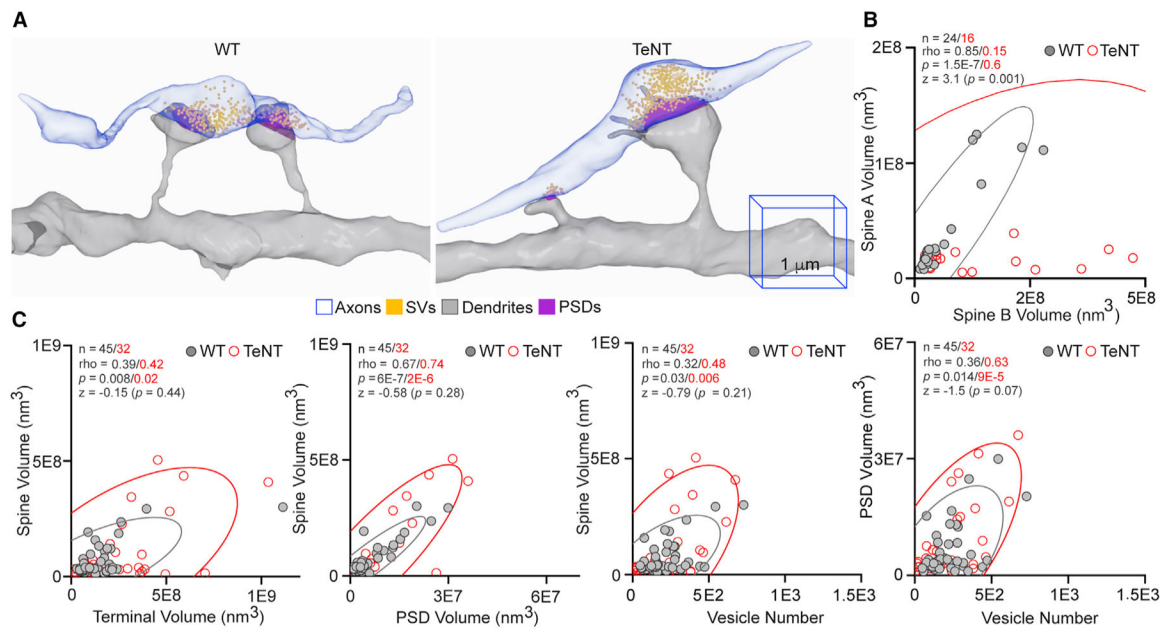 A
WT
TeNT
1 μm
Axons SVs Dendrites PSDs
B
n = 24/16
rho = 0.85/0.15
p = 1.5E-7/0.6
z = 3.1 (p = 0.001)
WT TeNT
2E8
1E8
0
Spine A Volume (nm³)
0 2E8 5E8
Spine B Volume (nm³)
C
n = 45/32
rho = 0.39/0.42
p = 0.008/0.02
z = -0.15 (p = 0.44)
WT TeNT
1E9
5E8
0
Spine Volume (nm³)
0 5E8 1E9
Terminal Volume (nm³)
n = 45/32
rho = 0.67/0.74
p = 6E-7/2E-6
z = -0.58 (p = 0.28)
WT TeNT
1E9
5E8
0
Spine Volume (nm³)
0 3E7 6E7
PSD Volume (nm³)
n = 45/32
rho = 0.32/0.48
p = 0.03/0.006
z = -0.79 (p = 0.21)
WT TeNT
1E9
5E8
0
Spine Volume (nm³)
0 5E2 1E3 1.5E3
Vesicle Number
n = 45/32
rho = 0.36/0.63
p = 0.014/9E-5
z = -1.5 (p = 0.07)
WT TeNT
6E7
3E7
0
PSD Volume (nm³)
0 5E2 1E3 1.5E3
Vesicle Number